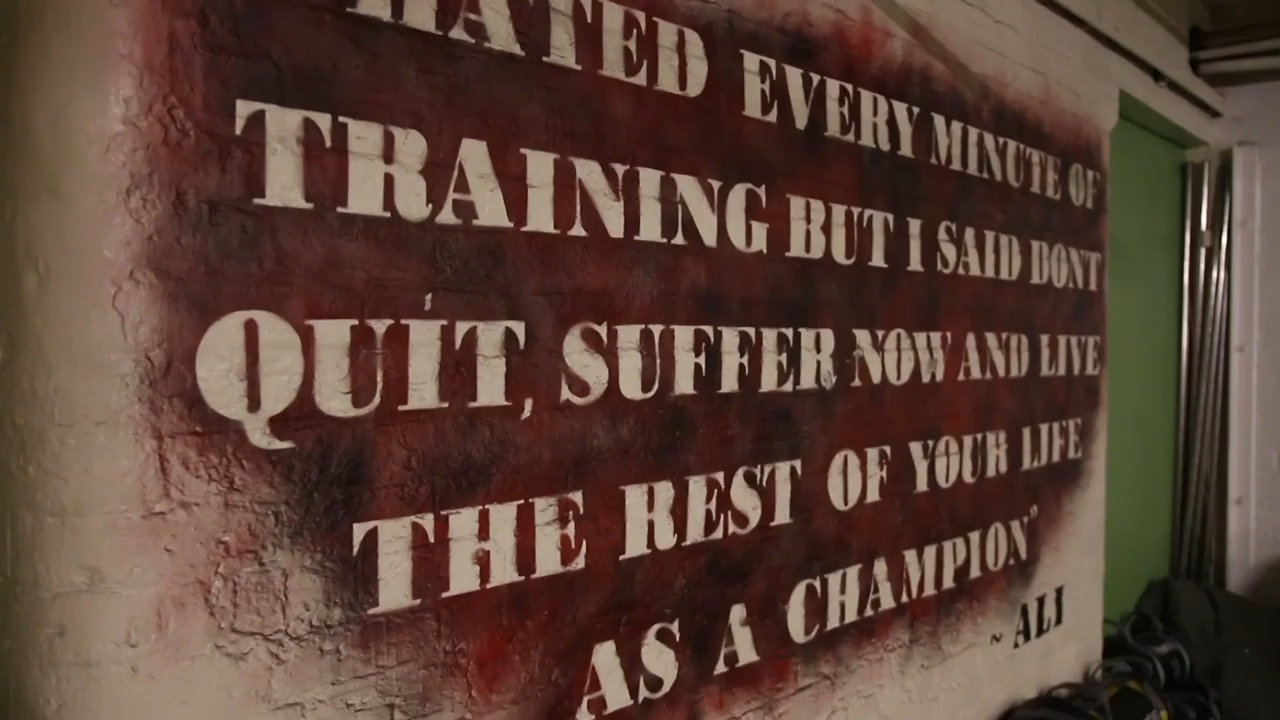 HATED EVERY MINUTE OF
TRAINING BUT I SAID DONT
QUIT, SUFFER NOW AND LIVE
THE REST OF YOUR LIFE
AS A CHAMPION"
~ ALI